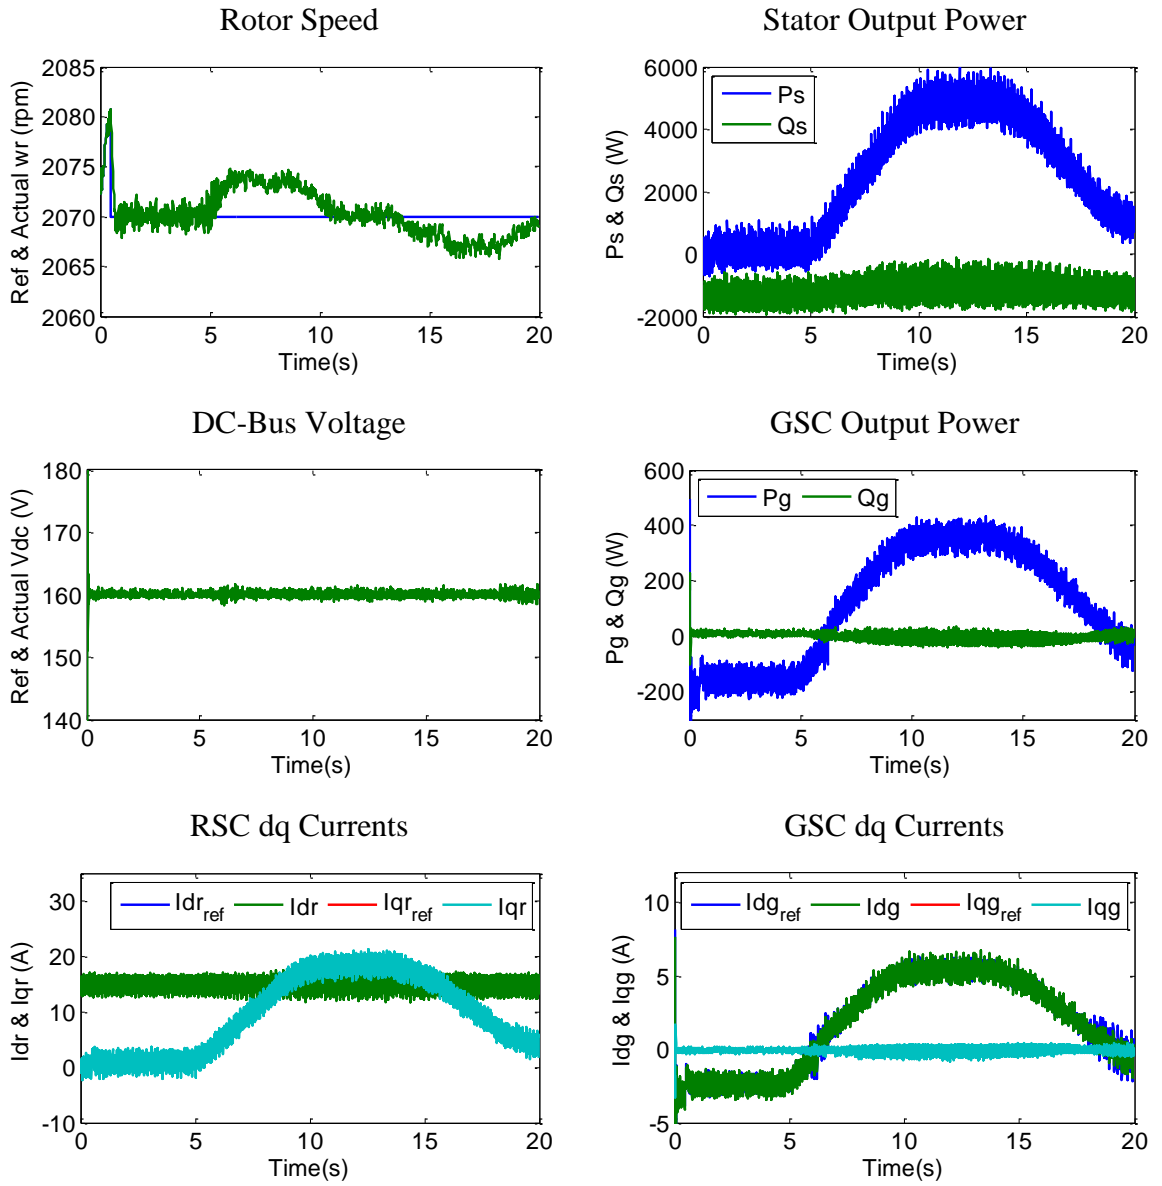 Rotor Speed
Ref & Actual wr (rpm)
2085
2080
2075
2070
2065
2060
0 5 10 15 20
Time(s)
Stator Output Power
Ps & Qs (W)
6000
4000
2000
0
-2000
Ps
Qs
0 5 10 15 20
Time(s)
DC-Bus Voltage
Ref & Actual Vdc (V)
180
170
160
150
140
0 5 10 15 20
Time(s)
GSC Output Power
Pg & Qg (W)
600
400
200
0
-200
Pg Qg
0 5 10 15 20
Time(s)
RSC dq Currents
Idr & Iqr (A)
30
20
10
0
-10
Idr_ref Idr Iqr_ref Iqr
0 5 10 15 20
Time(s)
GSC dq Currents
Idg & Iqg (A)
10
5
0
-5
Idg_ref Idg Iqg_ref Iqg
0 5 10 15 20
Time(s)